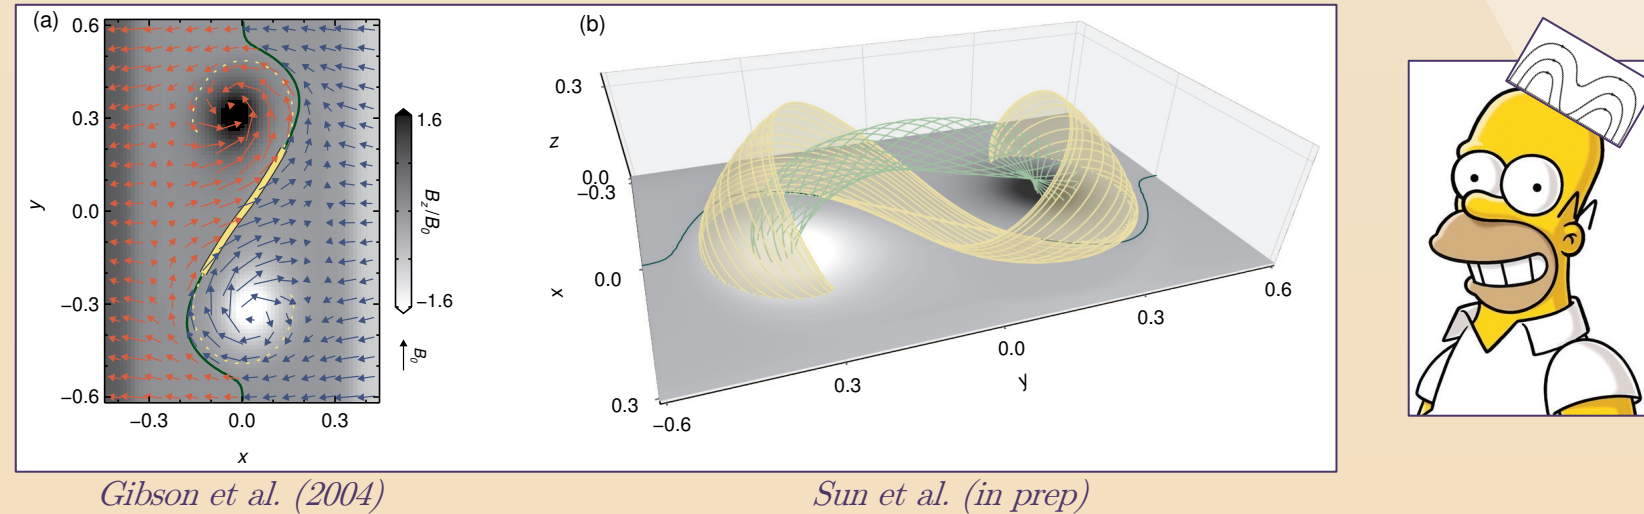 (a)
0.6
0.3
0.0
−0.3
−0.6
y
−0.3
0.0
0.3
x
1.6
B_z/B_0
−1.6
B_0
(b)
0.3
z
0.0
−0.3
0.0
x
0.3
−0.6
0.3
0.0
y
0.3
0.6
Gibson et al. (2004)
Sun et al. (in prep)